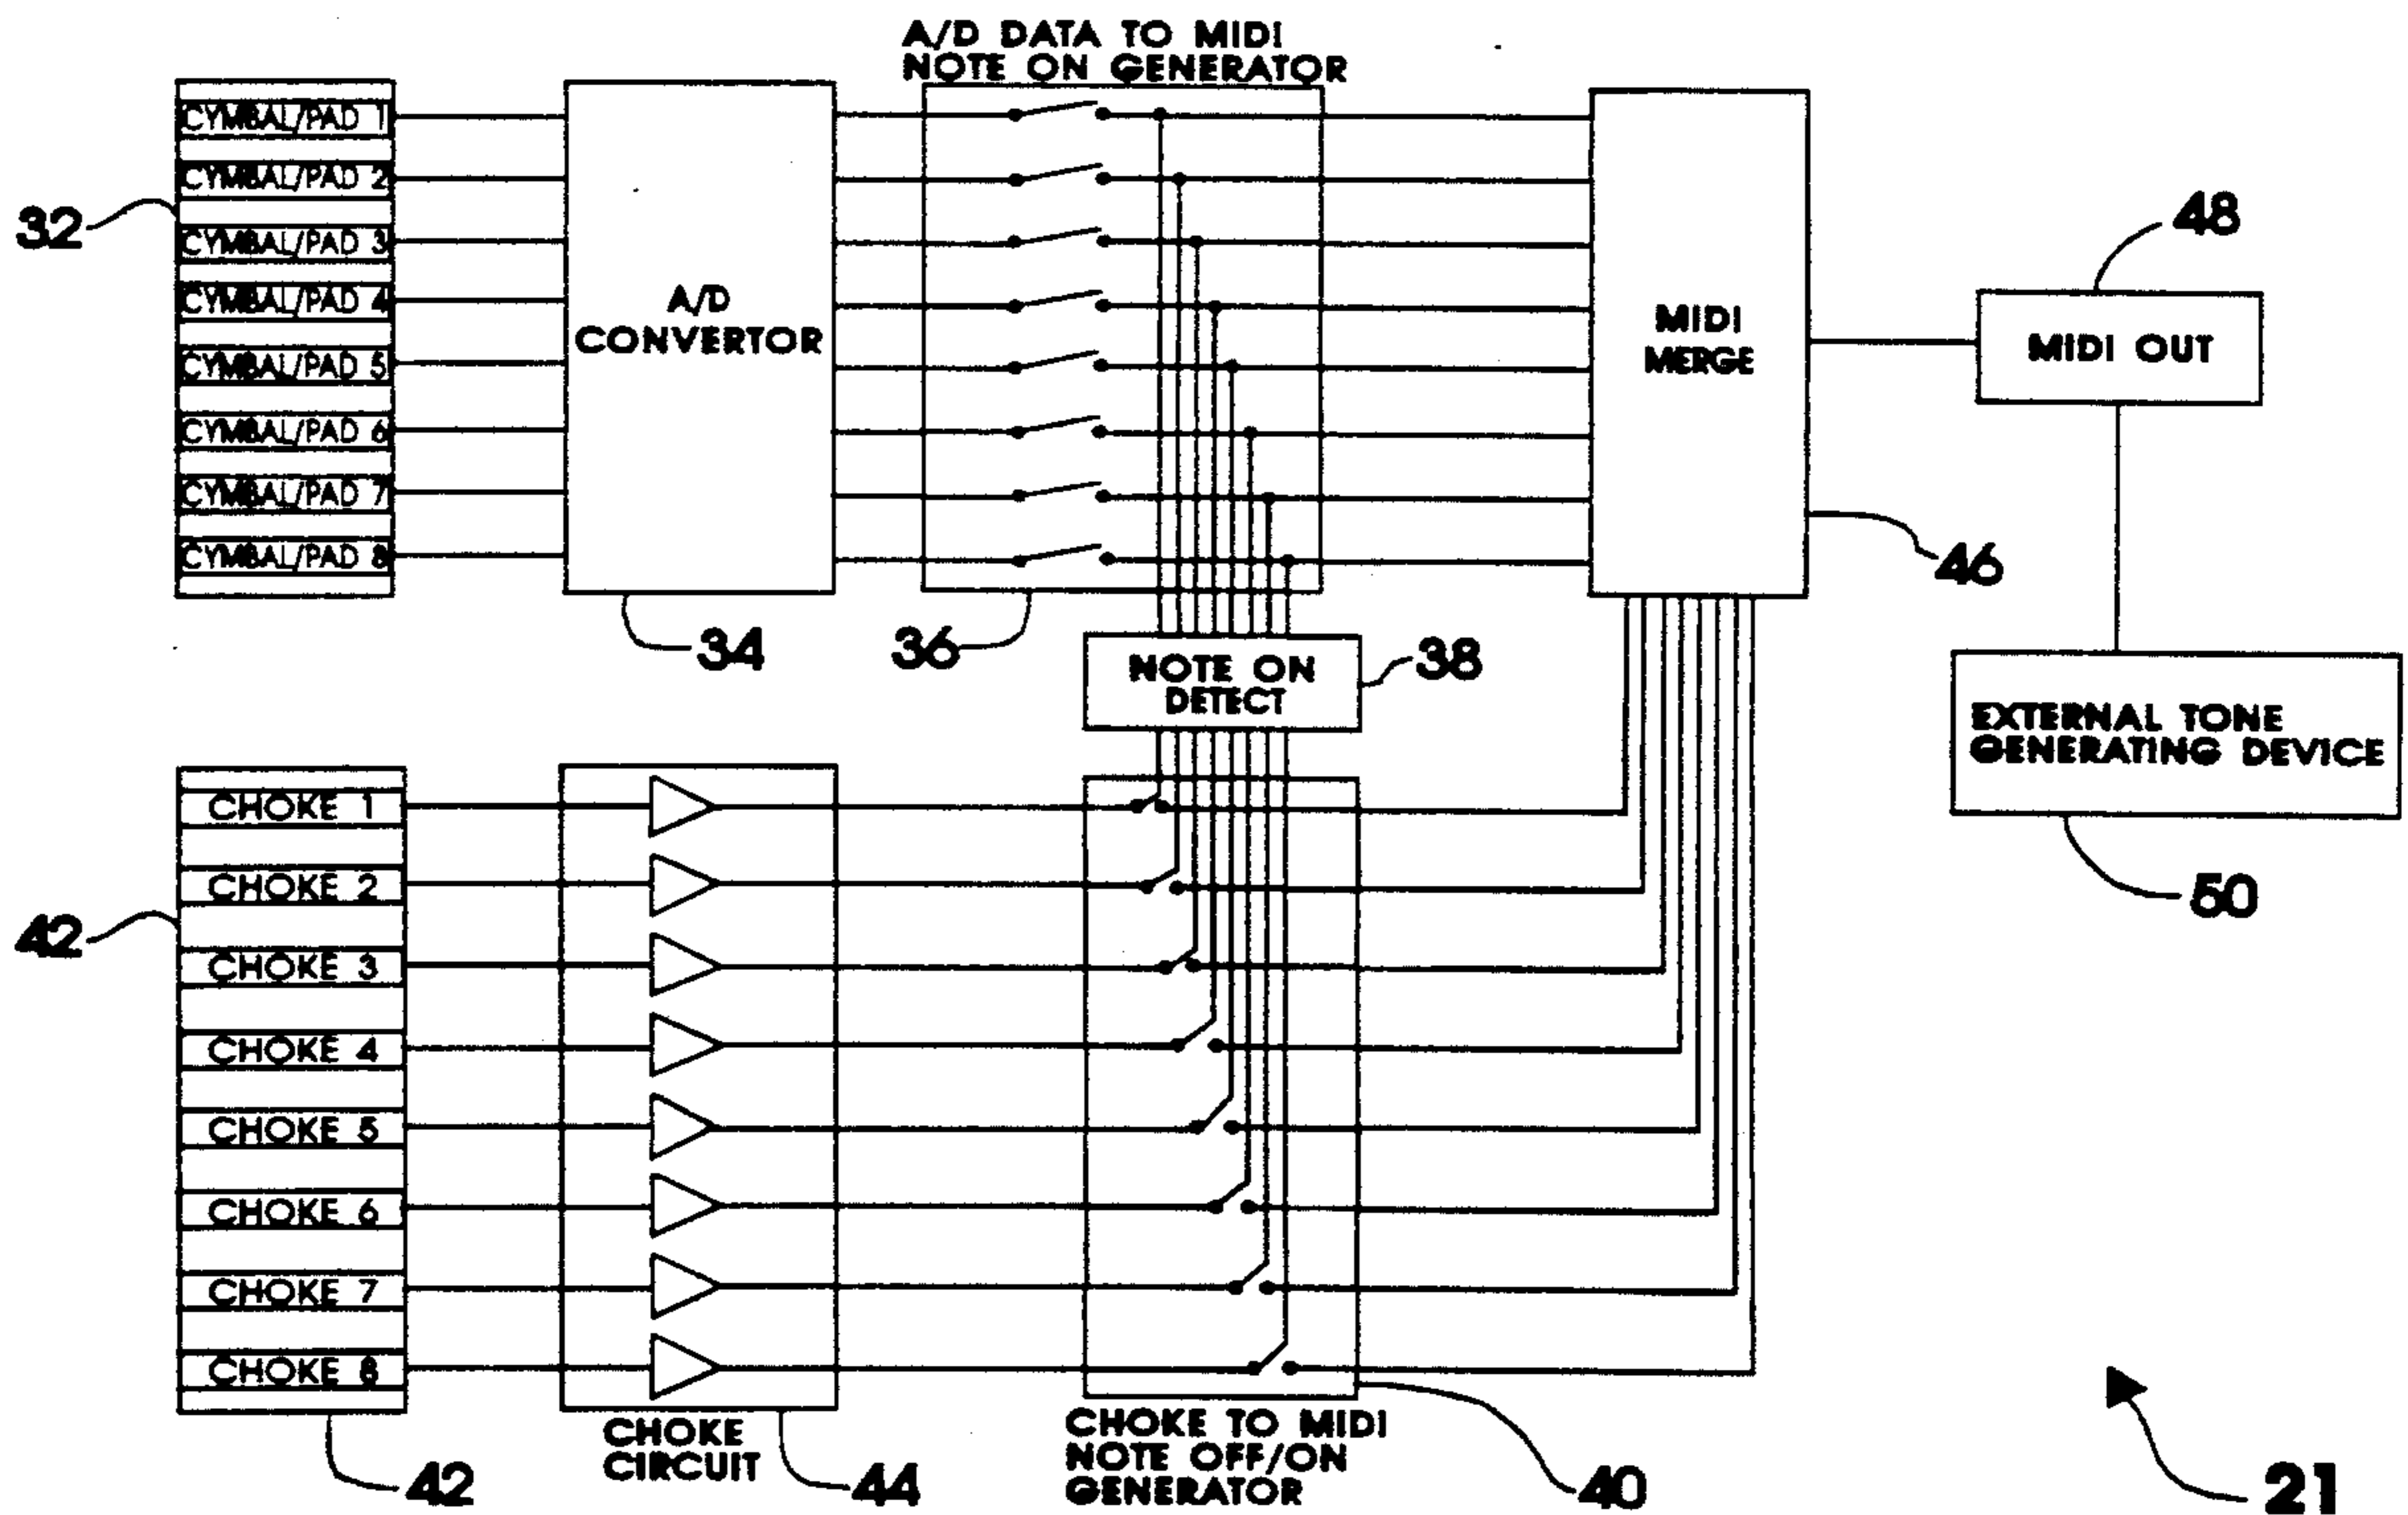 A/D DATA TO MIDI
NOTE ON GENERATOR
CYMBAL/PAD 1
CYMBAL/PAD 2
CYMBAL/PAD 3
CYMBAL/PAD 4
CYMBAL/PAD 5
CYMBAL/PAD 6
CYMBAL/PAD 7
CYMBAL/PAD 8
32
A/D
CONVERTOR
34
36
MIDI
MERGE
46
48
MIDI OUT
NOTE ON
DETECT
38
EXTERNAL TONE
GENERATING DEVICE
50
CHOKE 1
CHOKE 2
CHOKE 3
CHOKE 4
CHOKE 5
CHOKE 6
CHOKE 7
CHOKE 8
42
42
CHOKE
CIRCUIT
44
CHOKE TO MIDI
NOTE OFF/ON
GENERATOR
40
21